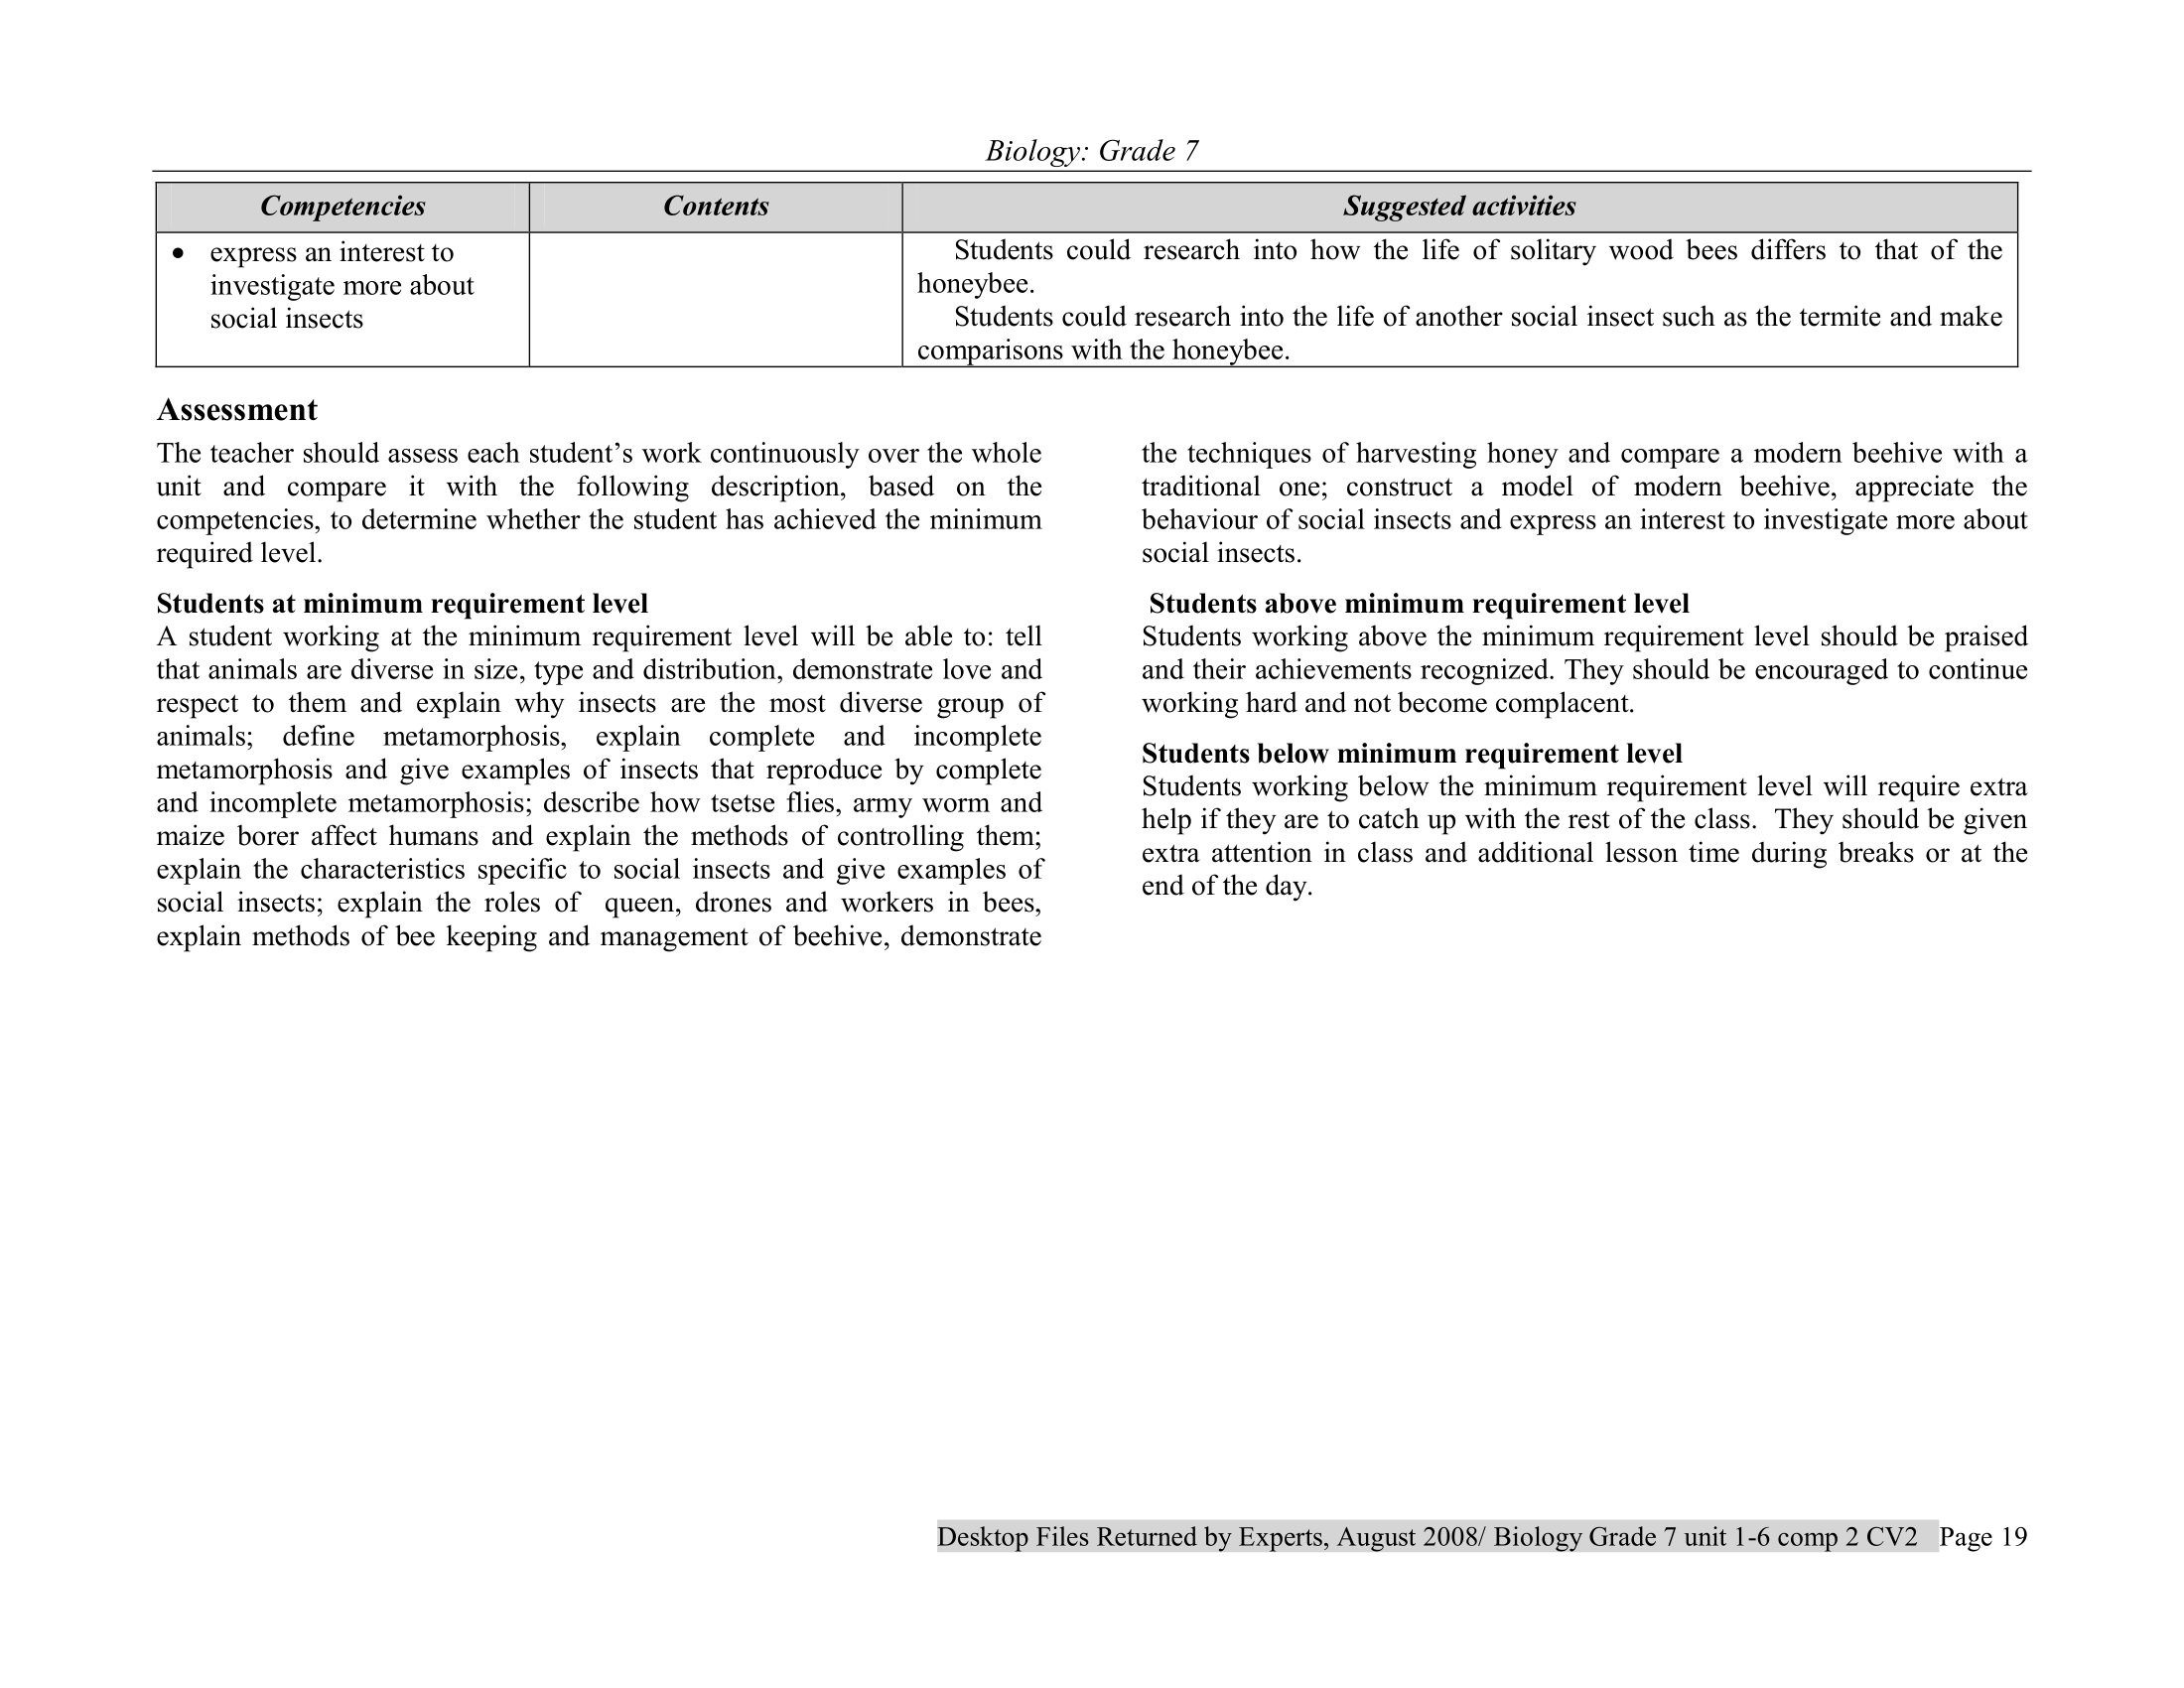 Biology: Grade 7
Competencies
Contents
Suggested activities
• express an interest to
investigate more about
social insects
Students could research into how the life of solitary wood bees differs to that of the
honeybee.
Students could research into the life of another social insect such as the termite and make
comparisons with the honeybee.
Assessment
The teacher should assess each student’s work continuously over the whole
unit and compare it with the following description, based on the
competencies, to determine whether the student has achieved the minimum
required level.
Students at minimum requirement level
A student working at the minimum requirement level will be able to: tell
that animals are diverse in size, type and distribution, demonstrate love and
respect to them and explain why insects are the most diverse group of
animals; define metamorphosis, explain complete and incomplete
metamorphosis and give examples of insects that reproduce by complete
and incomplete metamorphosis; describe how tsetse flies, army worm and
maize borer affect humans and explain the methods of controlling them;
explain the characteristics specific to social insects and give examples of
social insects; explain the roles of queen, drones and workers in bees,
explain methods of bee keeping and management of beehive, demonstrate
the techniques of harvesting honey and compare a modern beehive with a
traditional one; construct a model of modern beehive, appreciate the
behaviour of social insects and express an interest to investigate more about
social insects.
Students above minimum requirement level
Students working above the minimum requirement level should be praised
and their achievements recognized. They should be encouraged to continue
working hard and not become complacent.
Students below minimum requirement level
Students working below the minimum requirement level will require extra
help if they are to catch up with the rest of the class. They should be given
extra attention in class and additional lesson time during breaks or at the
end of the day.
Desktop Files Returned by Experts, August 2008/ Biology Grade 7 unit 1-6 comp 2 CV2 Page 19